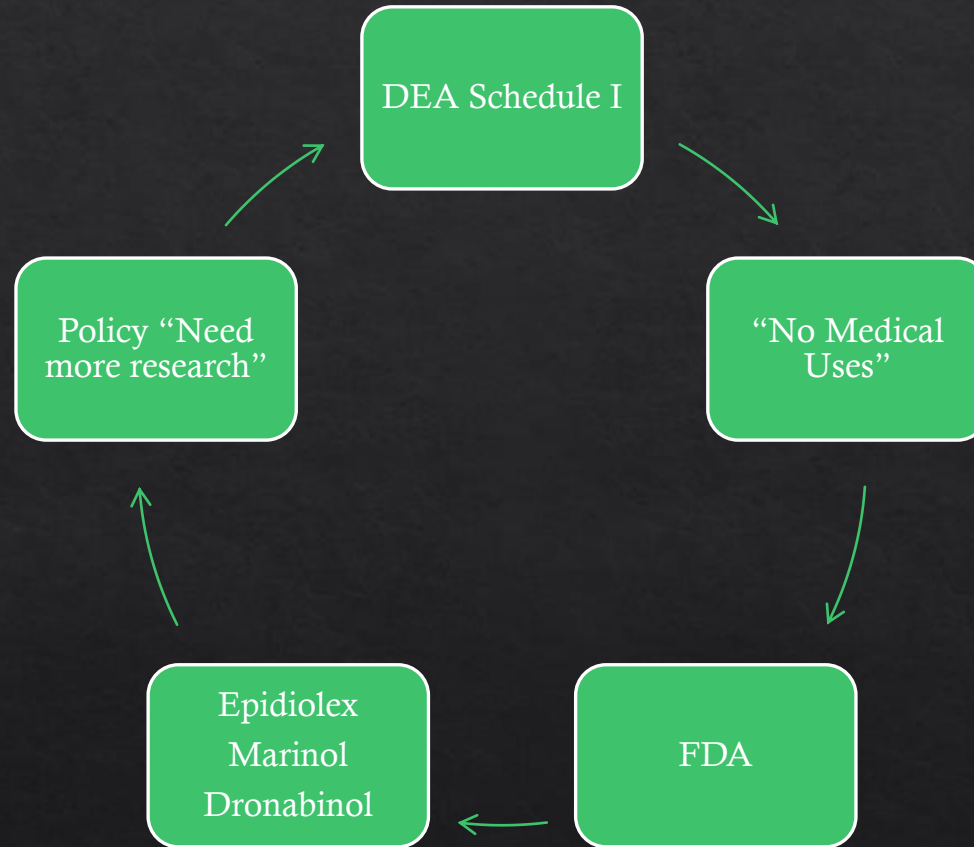 DEA Schedule I
“No Medical
Uses”
FDA
Epidiolex
Marinol
Dronabinol
Policy “Need
more research”